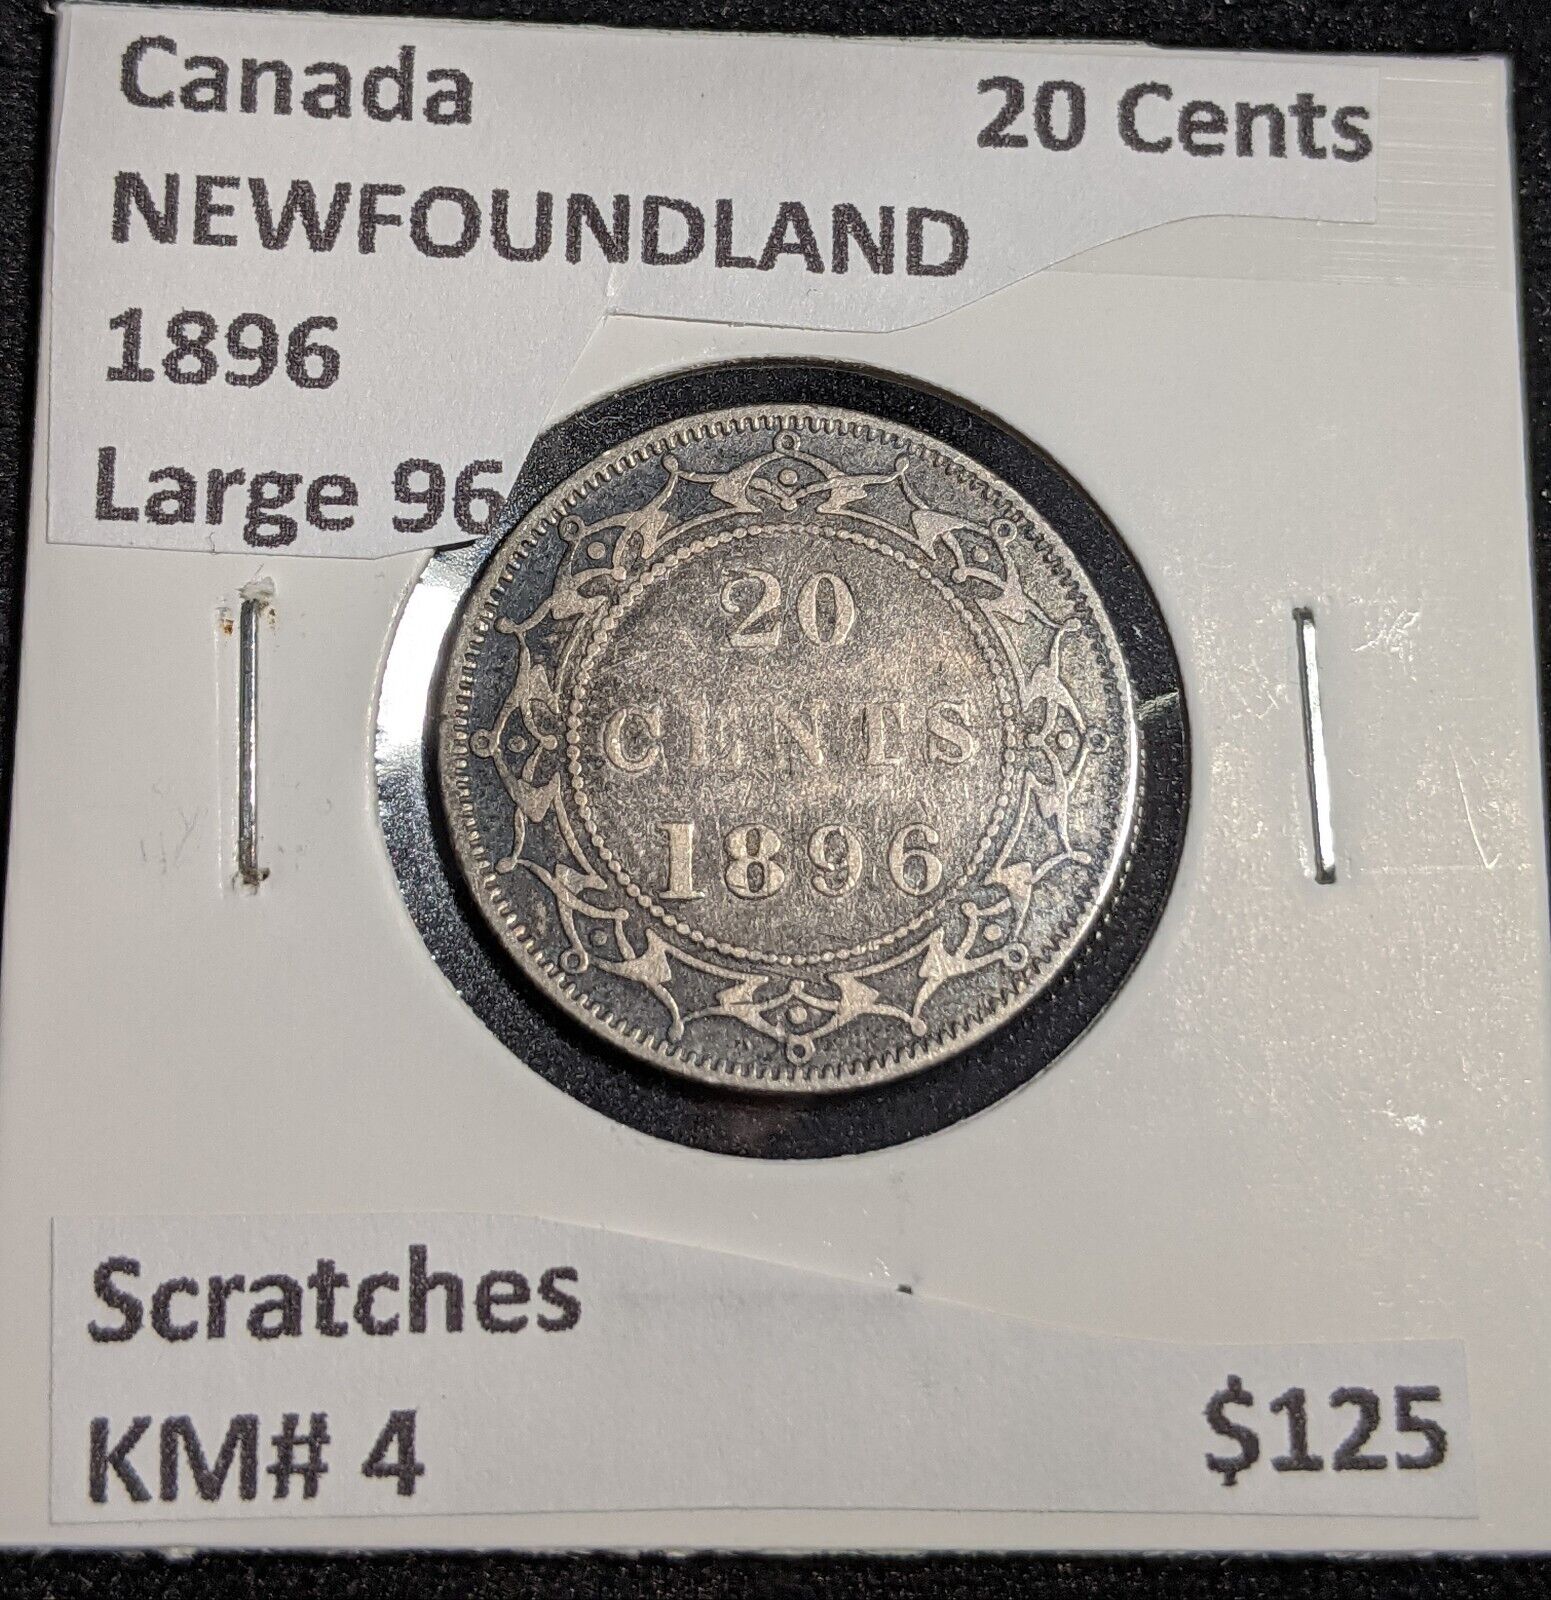 Canada 20 Cents
NEWFOUNDLAND
1896
Large 96
20
CENTS
1896
Scratches
KM# 4 $125